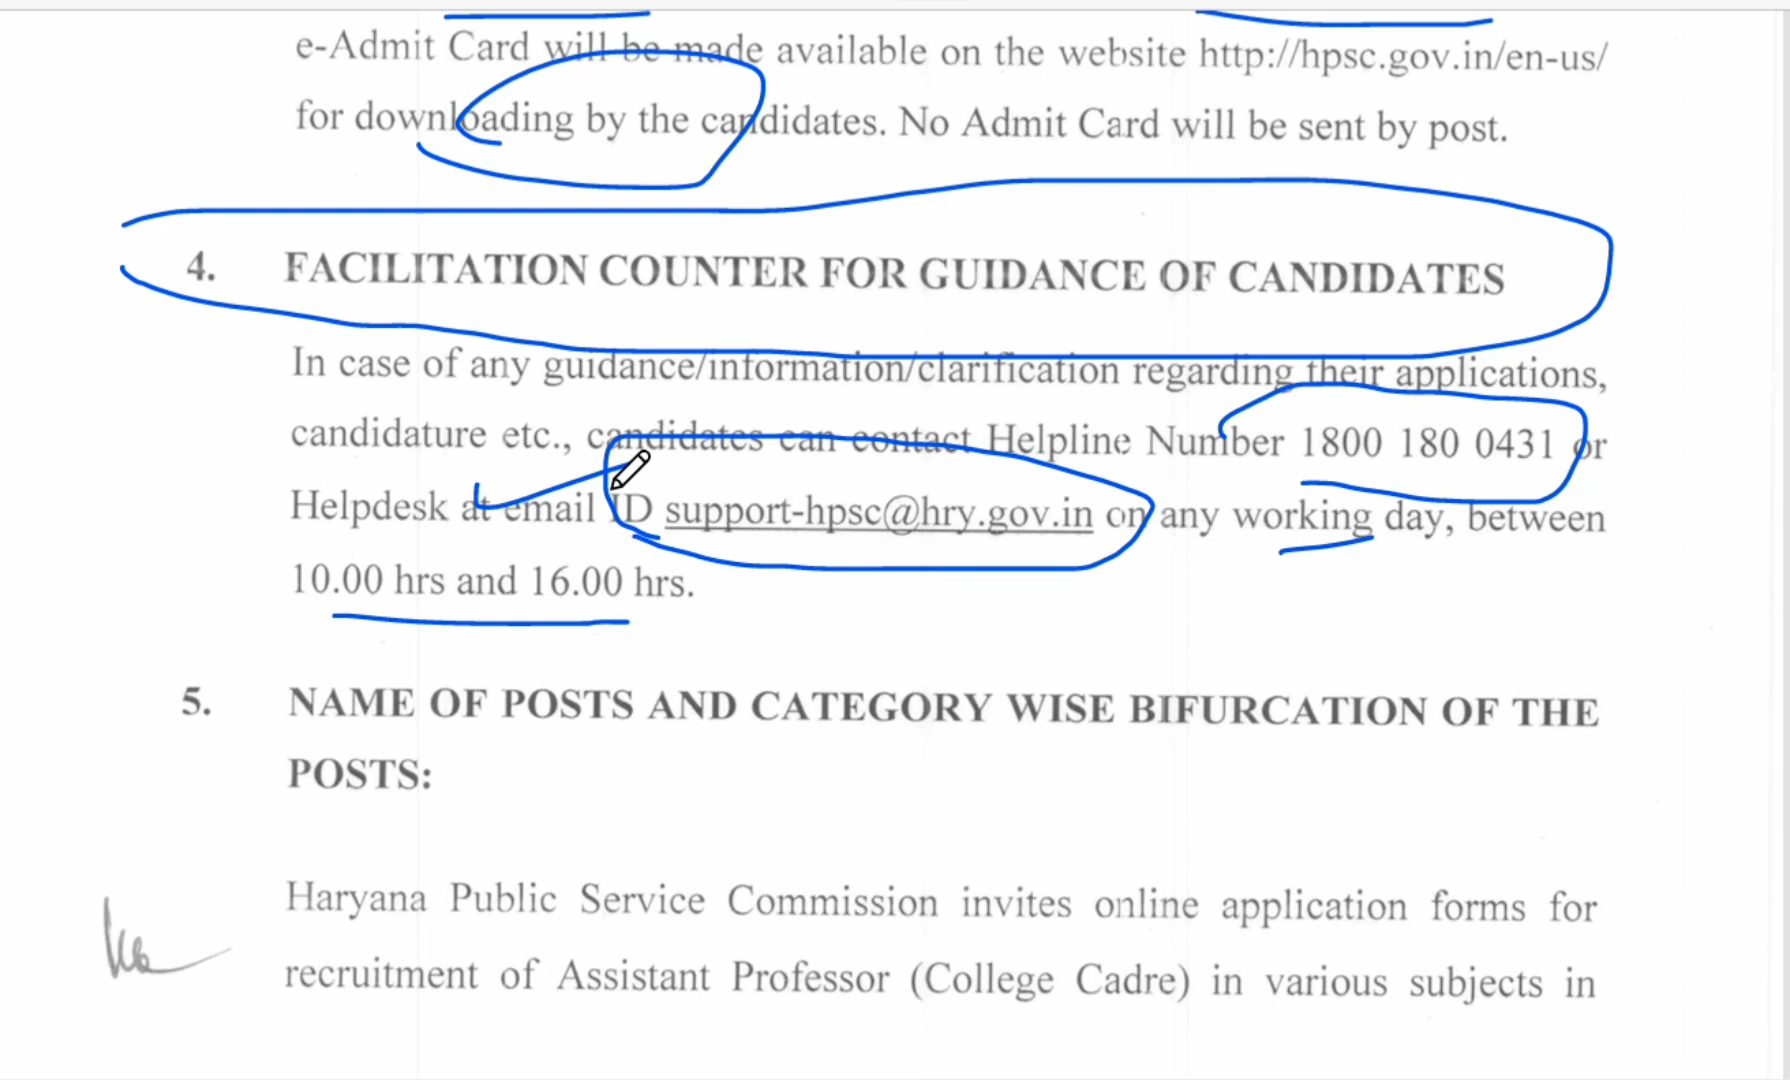 e-Admit Card will be made available on the website http://hpsc.gov.in/en-us/
for downloading by the candidates. No Admit Card will be sent by post.
4. FACILITATION COUNTER FOR GUIDANCE OF CANDIDATES
In case of any guidance/information/clarification regarding their applications,
candidature etc., candidates can contact Helpline Number 1800 180 0431 or
Helpdesk at email ID support-hpsc@hry.gov.in on any working day, between
10.00 hrs and 16.00 hrs.
5. NAME OF POSTS AND CATEGORY WISE BIFURCATION OF THE
POSTS:
Haryana Public Service Commission invites online application forms for
recruitment of Assistant Professor (College Cadre) in various subjects in